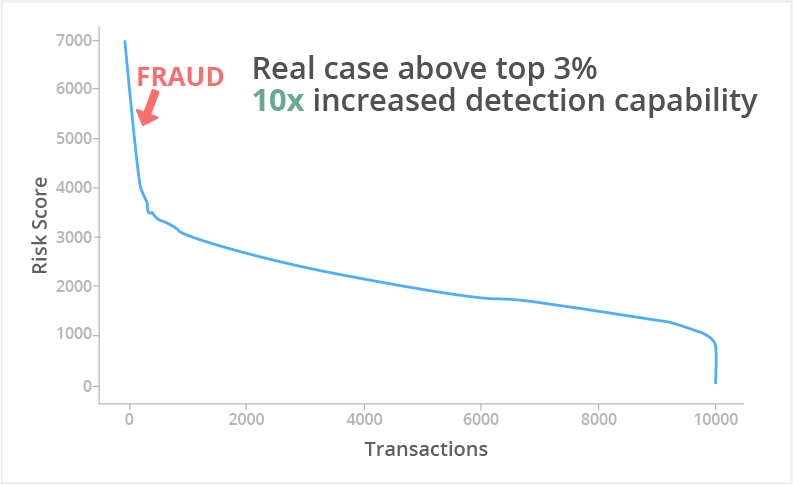 7000
6000
5000
4000
3000
2000
1000
0
FRAUD
Real case above top 3%
10x increased detection capability
Risk Score
0
2000
4000
6000
8000
10000
Transactions